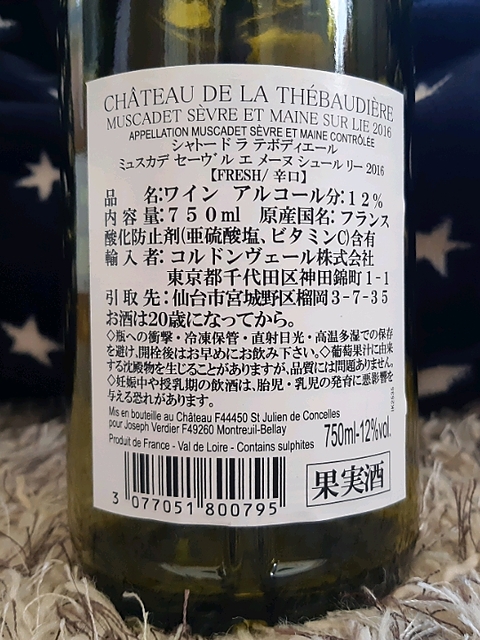 CHÂTEAU DE LA THÉBAUDIÈRE
MUSCADET SÈVRE ET MAINE SUR LIE 2016
APPELLATION MUSCADET SÈVRE ET MAINE CONTRÔLÉE
シャトー ド ラ テボディエール
ミュスカデ セーヴル エ メーヌ シュール リー 2016
【FRESH/ 辛口】
品 名:ワイン アルコール分:12%
内容量:750ml 原産国名:フランス
酸化防止剤(亜硫酸塩、ビタミンC)含有
輸入者:コルドンヴェール株式会社
東京都千代田区神田錦町1-1
引取先:仙台市宮城野区榴岡3-7-35
お酒は20歳になってから。
◇瓶への衝撃・冷凍保管・直射日光・高温多湿での保存
を避け、開栓後はお早めにお飲み下さい。◇葡萄果汁に由来
する沈殿物を生じることがありますが、品質には問題ありません。
◇妊娠中や授乳期の飲酒は、胎児・乳児の発育に悪影響を
与える恐れがあります。
Mis en bouteille au Château F44450 St Julien de Concelles
pour Joseph Verdier F49260 Montreuil-Bellay
750ml-12%vol.
Produit de France - Val de Loire - Contains sulphites
3 077051 800795
果実酒